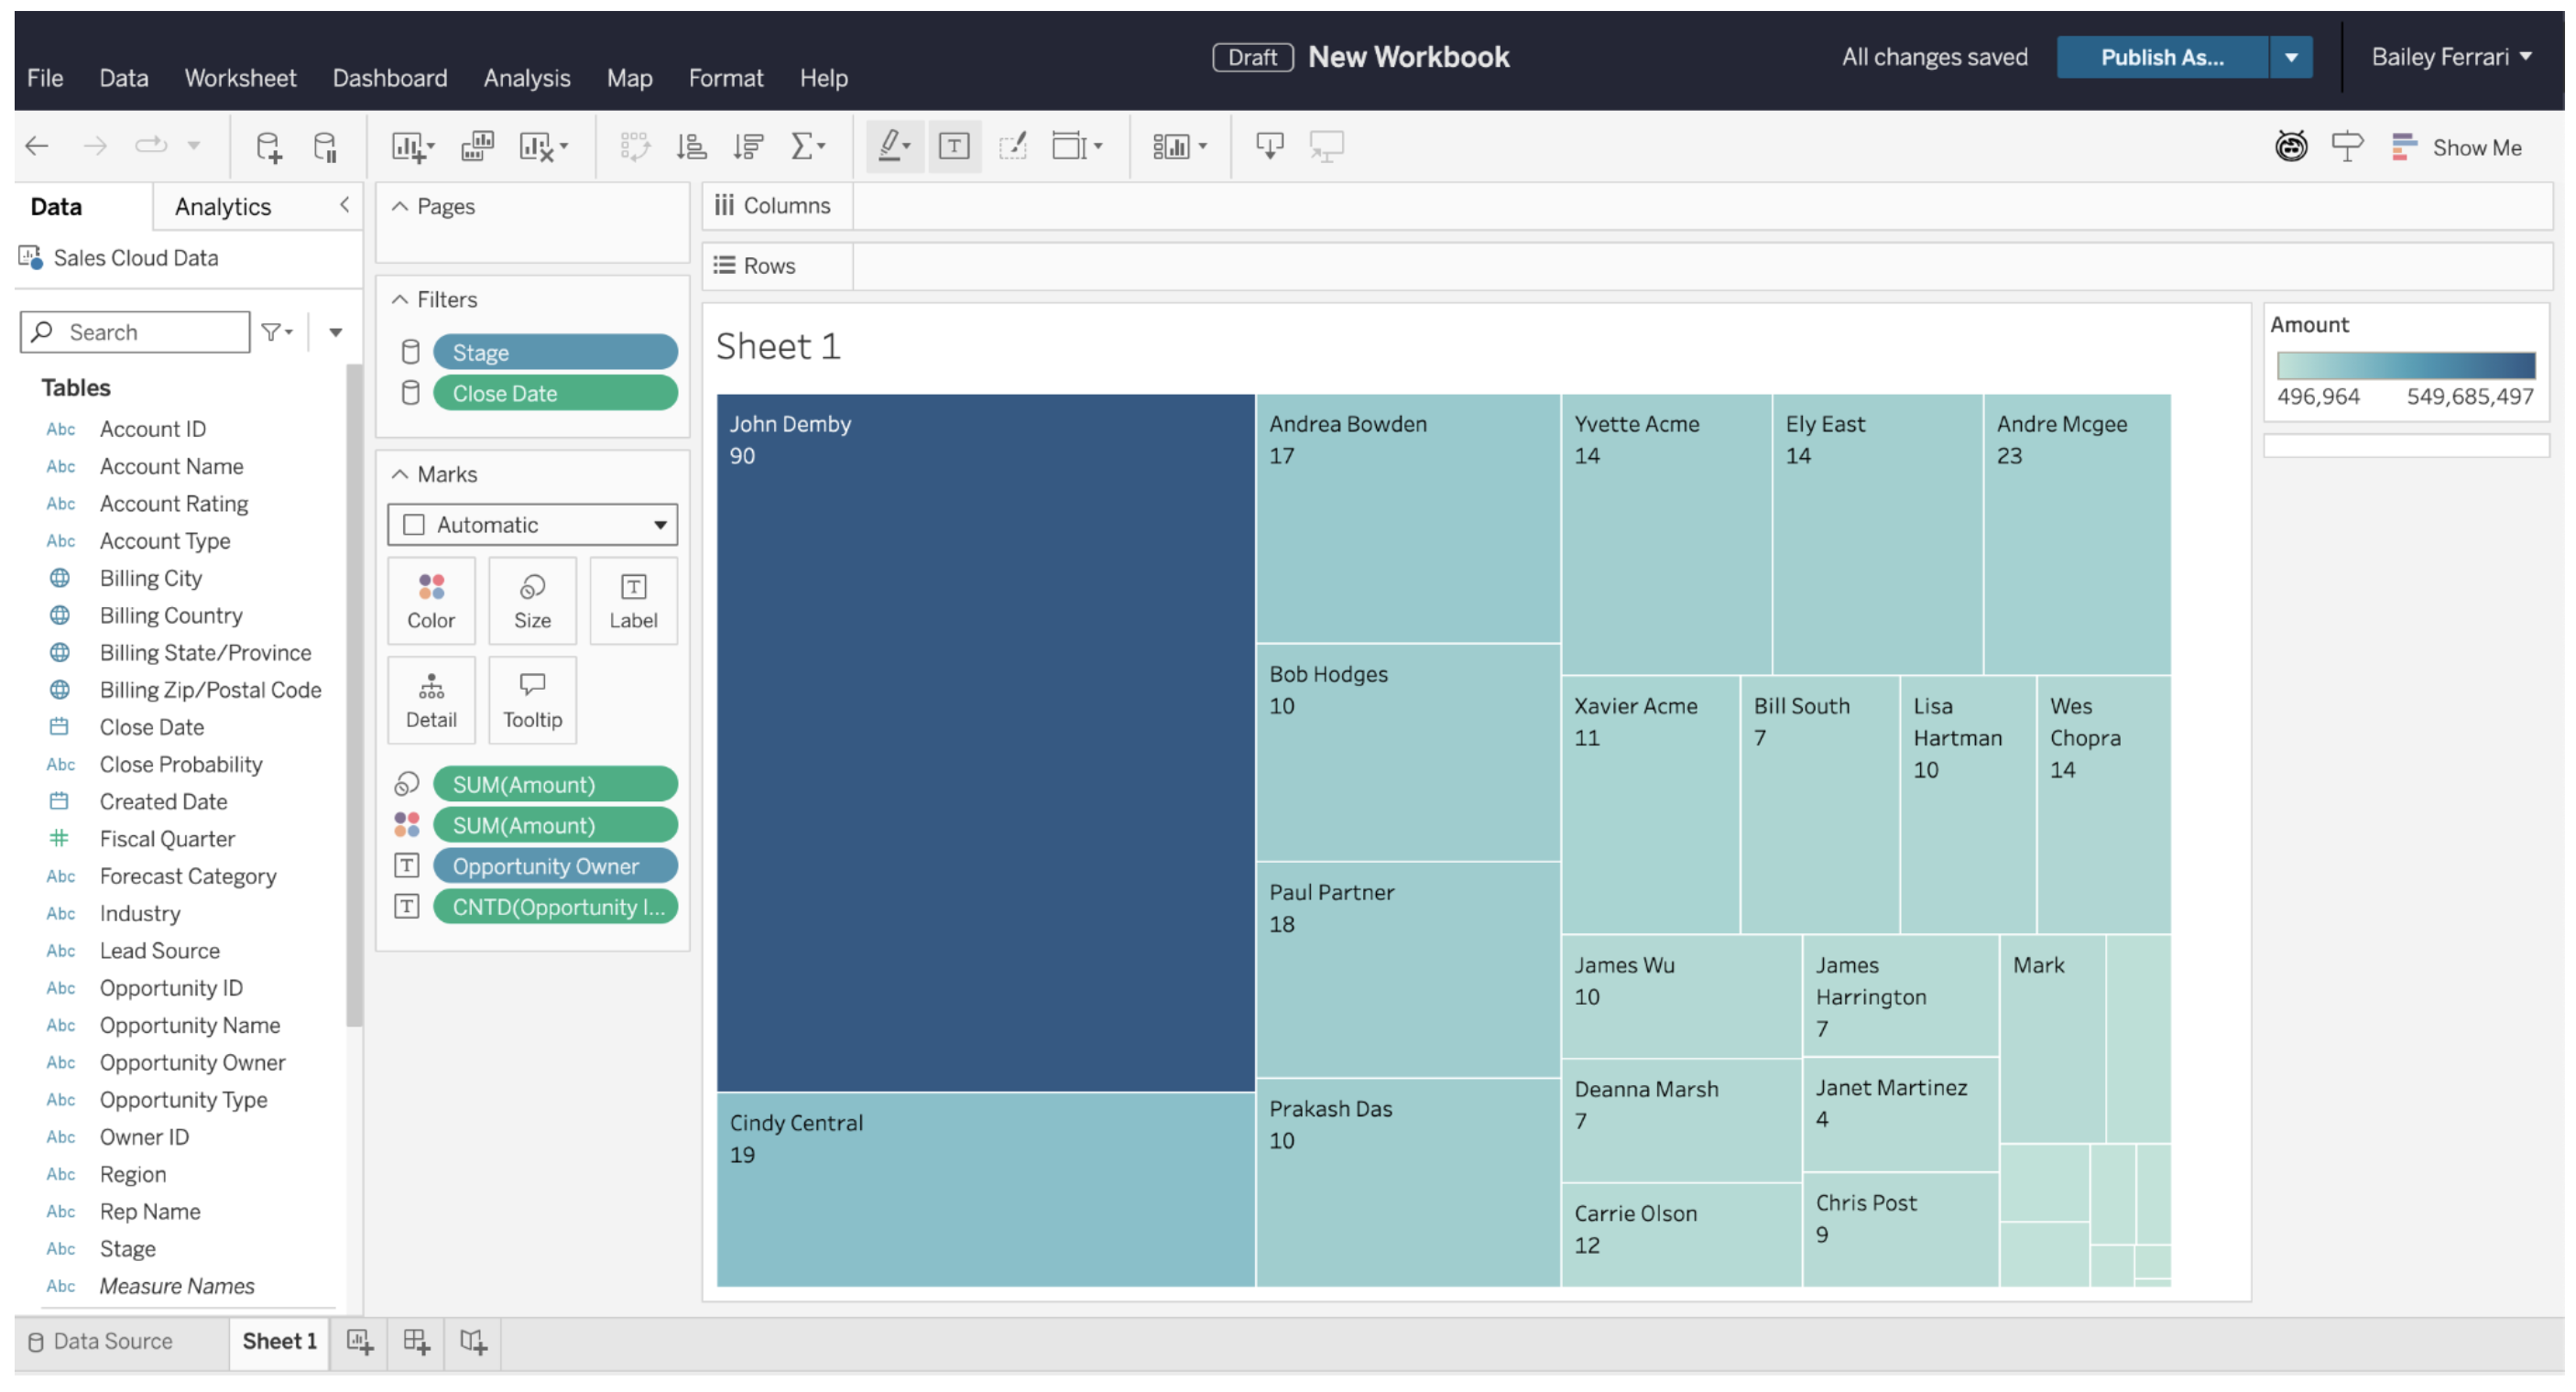 Draft New Workbook
All changes saved
Publish As...
Bailey Ferrari
File Data Worksheet Dashboard Analysis Map Format Help
Show Me
Data
Analytics
Sales Cloud Data
Search
Tables
Abc Account ID
Abc Account Name
Abc Account Rating
Abc Account Type
Billing City
Billing Country
Billing State/Province
Billing Zip/Postal Code
Close Date
Abc Close Probability
Created Date
Fiscal Quarter
Abc Forecast Category
Abc Industry
Abc Lead Source
Abc Opportunity ID
Abc Opportunity Name
Abc Opportunity Owner
Abc Opportunity Type
Abc Owner ID
Abc Region
Abc Rep Name
Abc Stage
Abc Measure Names
Pages
Filters
Stage
Close Date
Marks
Automatic
Color
Size
Label
Detail
Tooltip
SUM(Amount)
SUM(Amount)
Opportunity Owner
CNTD(Opportunity I...
Columns
Rows
Sheet 1
John Demby
90
Cindy Central
19
Andrea Bowden
17
Bob Hodges
10
Paul Partner
18
Prakash Das
10
Yvette Acme
14
Ely East
14
Andre Mcgee
23
Xavier Acme
11
Bill South
7
Lisa
Hartman
10
Wes
Chopra
14
James Wu
10
James
Harrington
7
Mark
Deanna Marsh
7
Janet Martinez
4
Carrie Olson
12
Chris Post
9
Amount
496,964 549,685,497
Data Source
Sheet 1